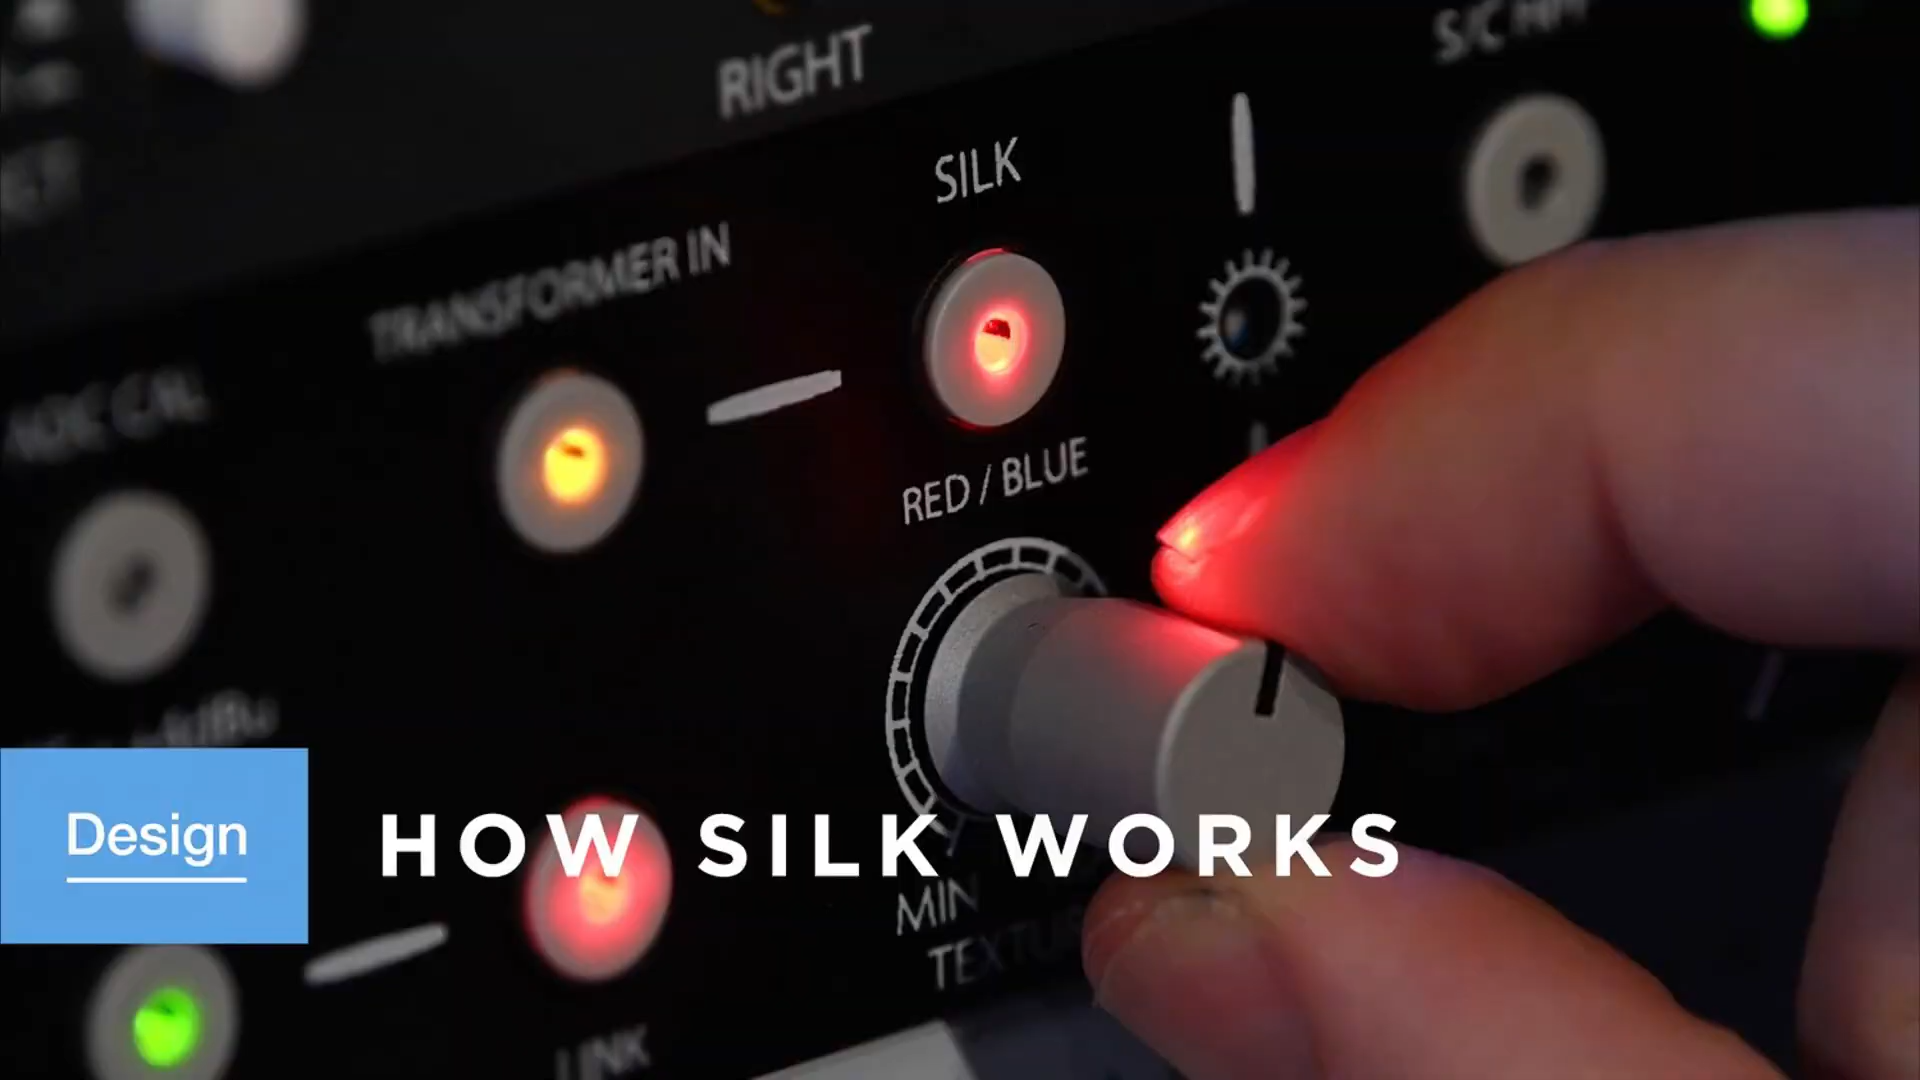 RIGHT
SILK
TRANSFORMER IN
RED / BLUE
Design
HOW SILK WORKS
MIN
LINK